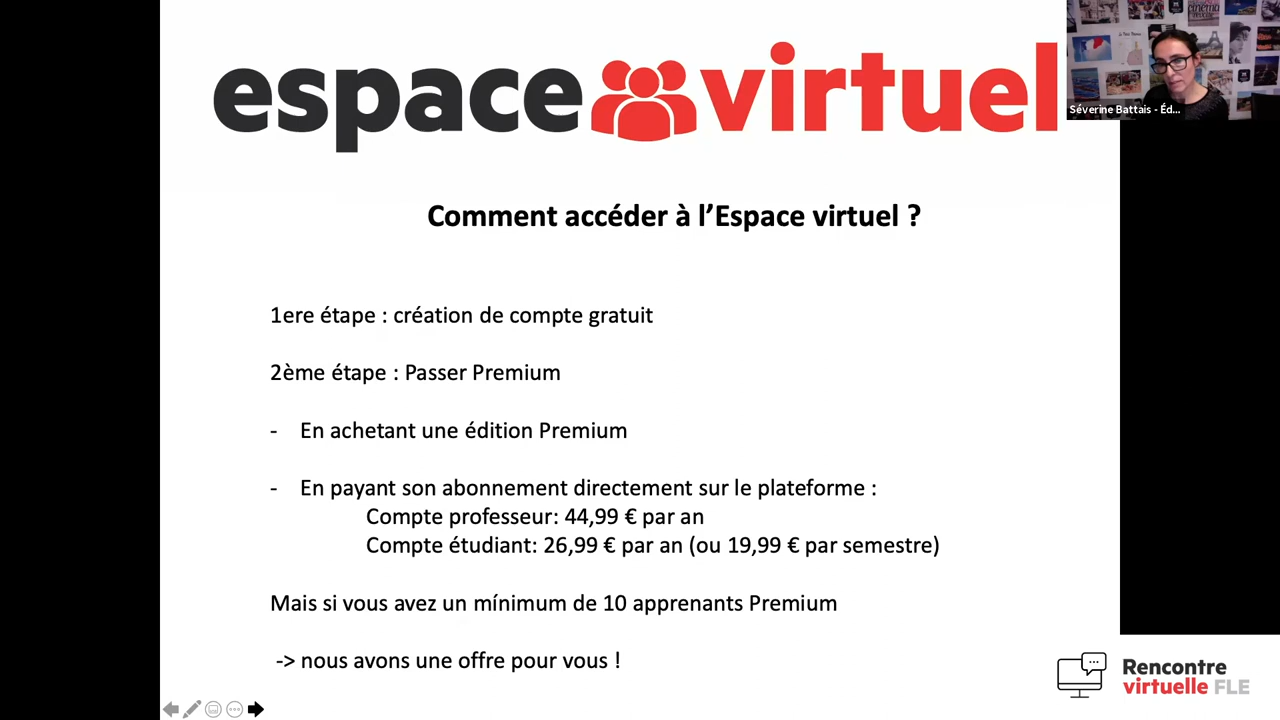 espace virtuel
Séverine Battais - Éd...
Comment accéder à l’Espace virtuel ?
1ere étape : création de compte gratuit
2ème étape : Passer Premium
- En achetant une édition Premium
- En payant son abonnement directement sur le plateforme :
Compte professeur: 44,99 € par an
Compte étudiant: 26,99 € par an (ou 19,99 € par semestre)
Mais si vous avez un mínimum de 10 apprenants Premium
-> nous avons une offre pour vous !
Rencontre
virtuelle FLE